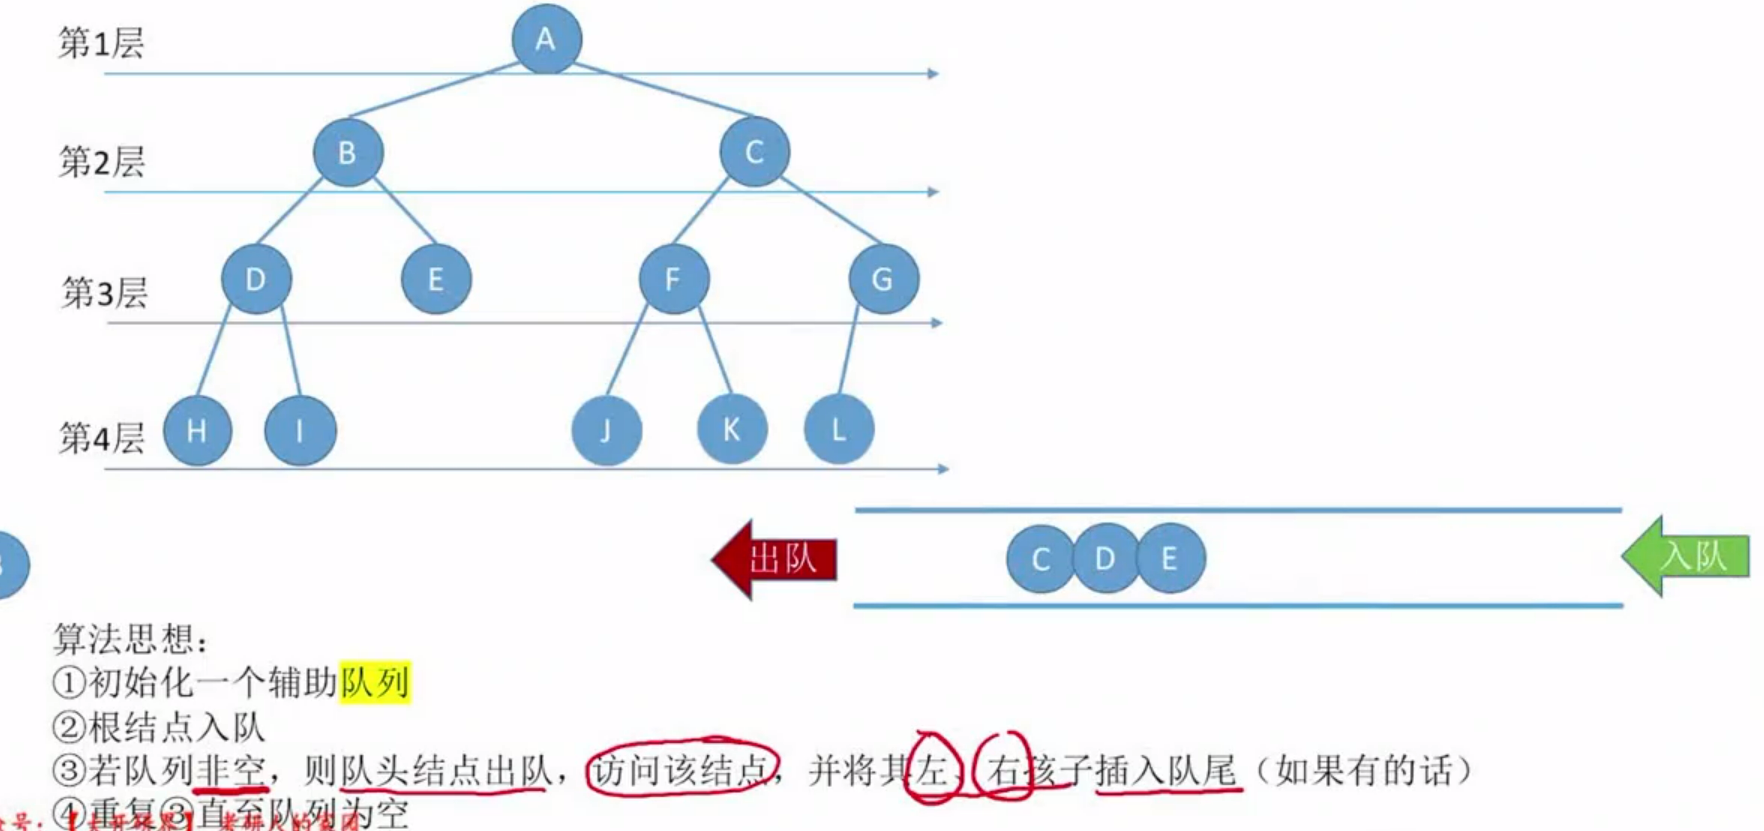 第1层
A
第2层
B
C
第3层
D
E
F
G
第4层
H
I
J
K
L
出队
C
D
E
入队
算法思想：
①初始化一个辅助队列
②根结点入队
③若队列非空，则队头结点出队，访问该结点，并将其左、右孩子插入队尾（如果有的话）
④重复③直至队列为空